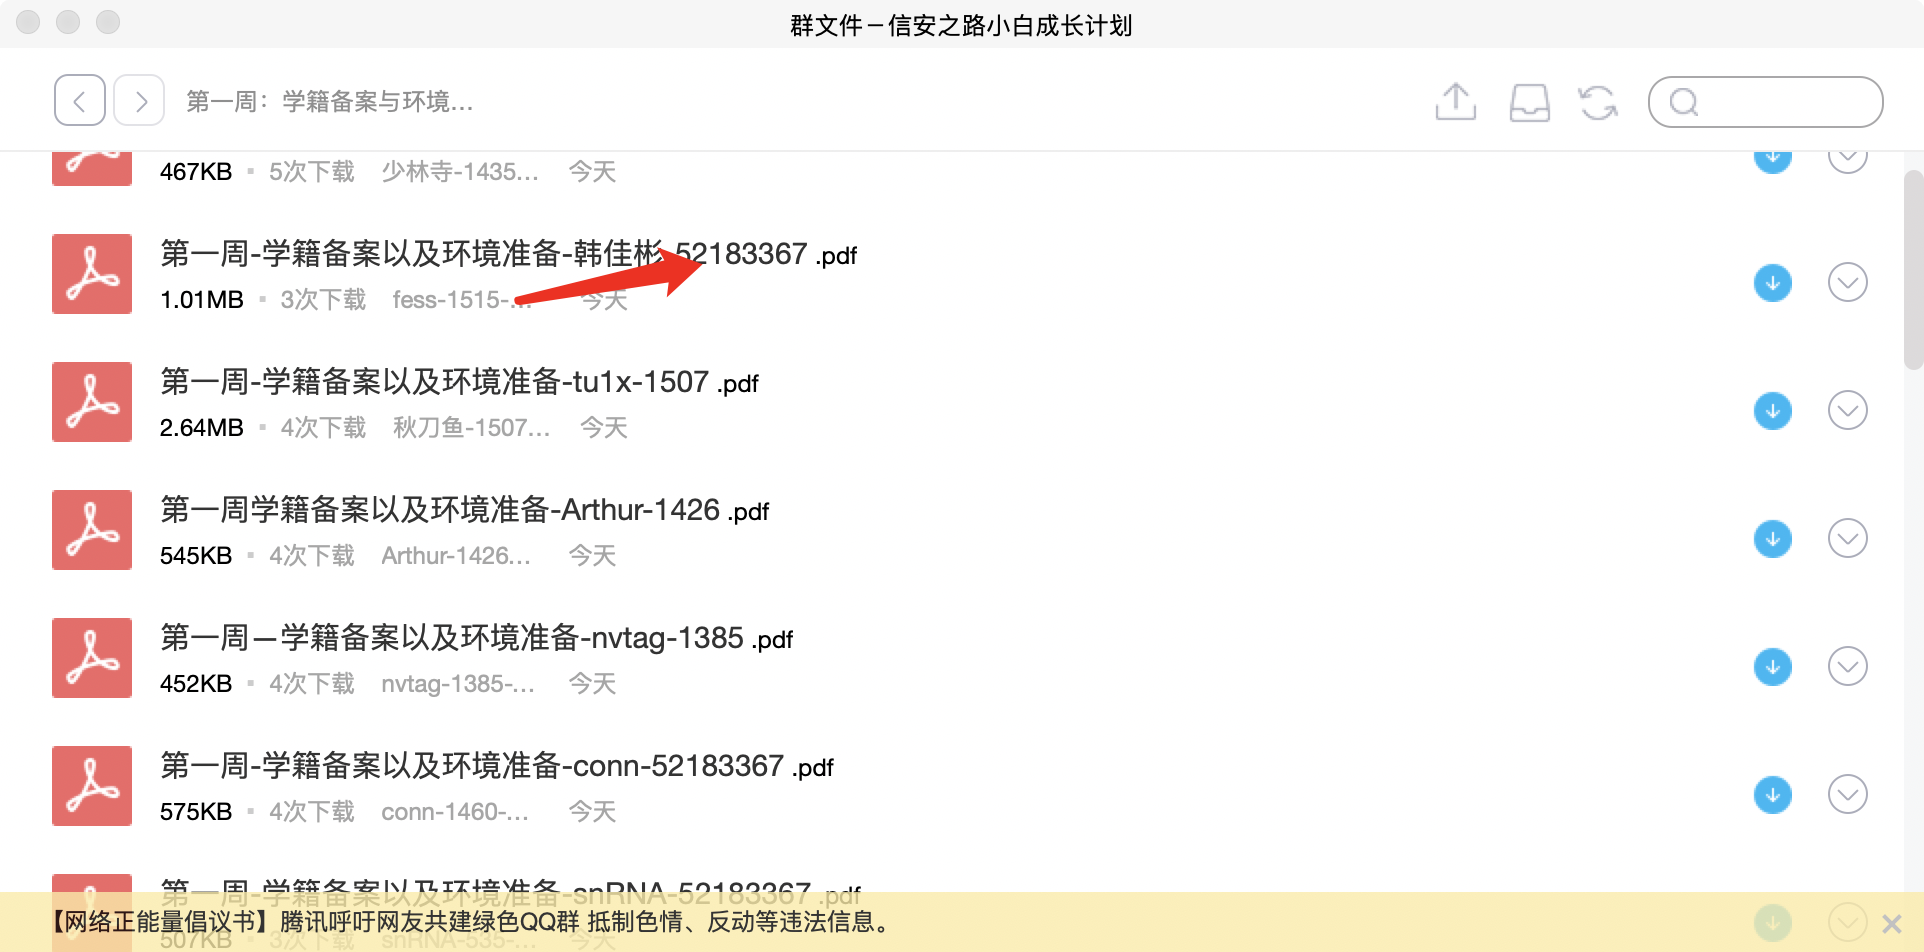 群文件－信安之路小白成长计划
第一周：学籍备案与环境...
467KB 5次下载 少林寺-1435... 今天
第一周-学籍备案以及环境准备-韩佳彬-52183367 .pdf
1.01MB 3次下载 fess-1515-... 今天
第一周-学籍备案以及环境准备-tu1x-1507 .pdf
2.64MB 4次下载 秋刀鱼-1507... 今天
第一周学籍备案以及环境准备-Arthur-1426 .pdf
545KB 4次下载 Arthur-1426... 今天
第一周－学籍备案以及环境准备-nvtag-1385 .pdf
452KB 4次下载 nvtag-1385-... 今天
第一周-学籍备案以及环境准备-conn-52183367 .pdf
575KB 4次下载 conn-1460-... 今天
第一周-学籍备案以及环境准备-snRNA-52183367 .pdf
【网络正能量倡议书】腾讯呼吁网友共建绿色QQ群 抵制色情、反动等违法信息。
507KB 3次下载 snRNA-535-... 今天